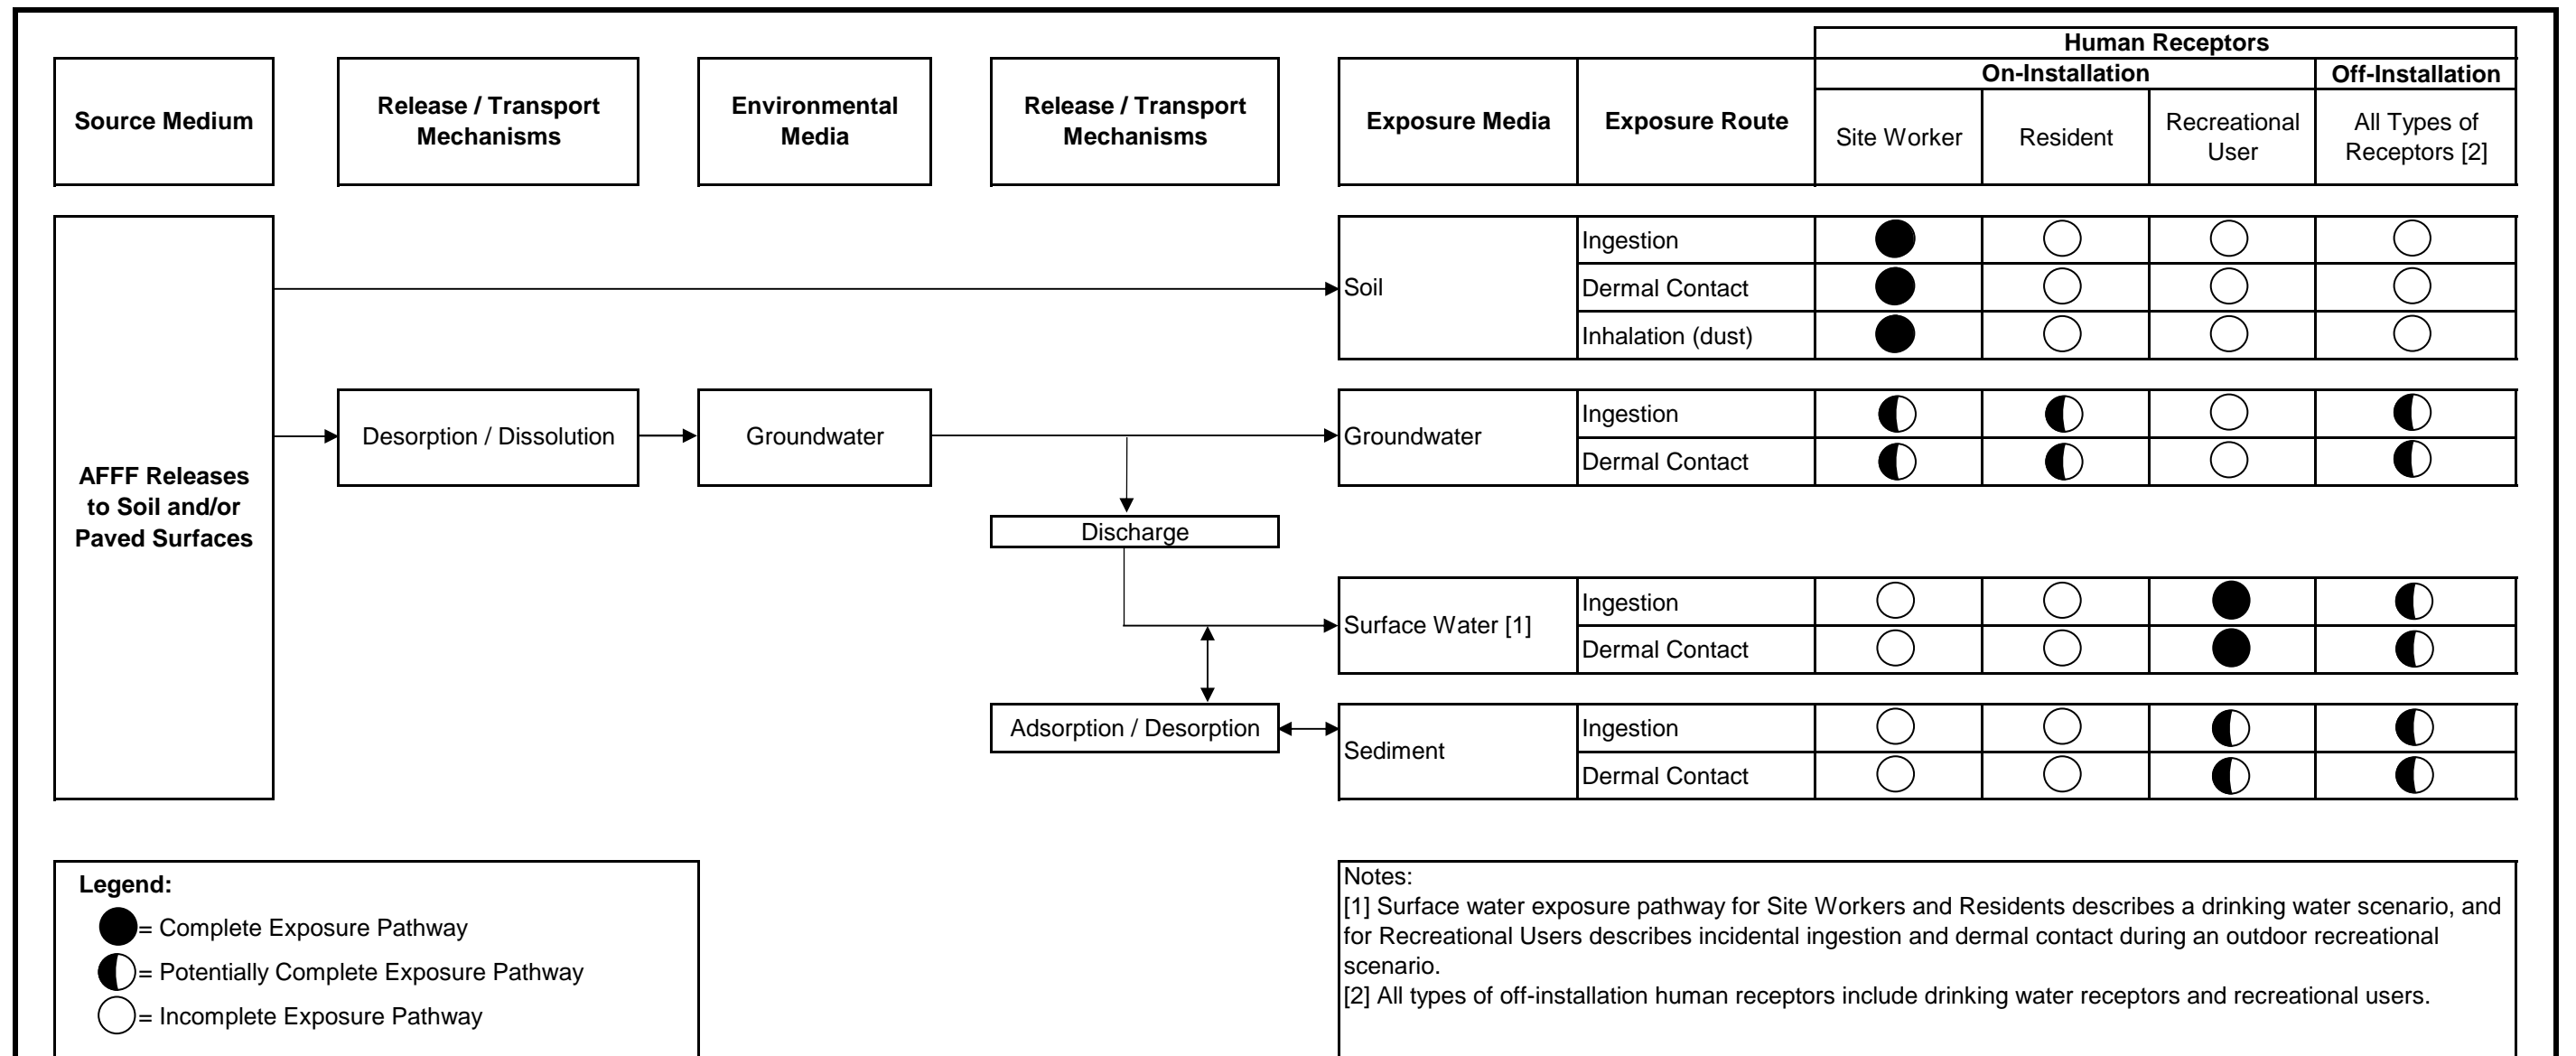 Human Receptors
On-Installation
Off-Installation
Source Medium
Release / Transport
Mechanisms
Environmental
Media
Release / Transport
Mechanisms
Exposure Media
Exposure Route
Site Worker
Resident
Recreational
User
All Types of
Receptors [2]
AFFF Releases
to Soil and/or
Paved Surfaces
Soil
Ingestion
Dermal Contact
Inhalation (dust)
Desorption / Dissolution
Groundwater
Groundwater
Ingestion
Dermal Contact
Discharge
Surface Water [1]
Ingestion
Dermal Contact
Adsorption / Desorption
Sediment
Ingestion
Dermal Contact
Legend:
= Complete Exposure Pathway
= Potentially Complete Exposure Pathway
= Incomplete Exposure Pathway
Notes:
[1] Surface water exposure pathway for Site Workers and Residents describes a drinking water scenario, and
for Recreational Users describes incidental ingestion and dermal contact during an outdoor recreational
scenario.
[2] All types of off-installation human receptors include drinking water receptors and recreational users.